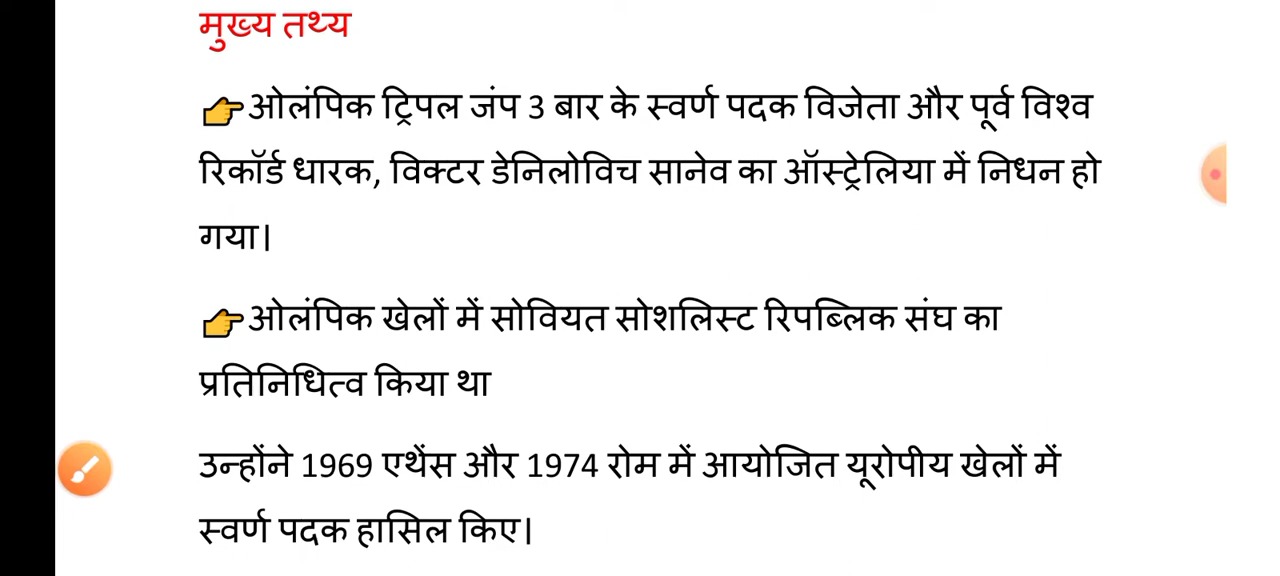 मुख्य तथ्य
👉ओलंपिक ट्रिपल जंप 3 बार के स्वर्ण पदक विजेता और पूर्व विश्व
रिकॉर्ड धारक, विक्टर डेनिलोविच सानेव का ऑस्ट्रेलिया में निधन हो
गया।
👉ओलंपिक खेलों में सोवियत सोशलिस्ट रिपब्लिक संघ का
प्रतिनिधित्व किया था
उन्होंने 1969 एथेंस और 1974 रोम में आयोजित यूरोपीय खेलों में
स्वर्ण पदक हासिल किए।